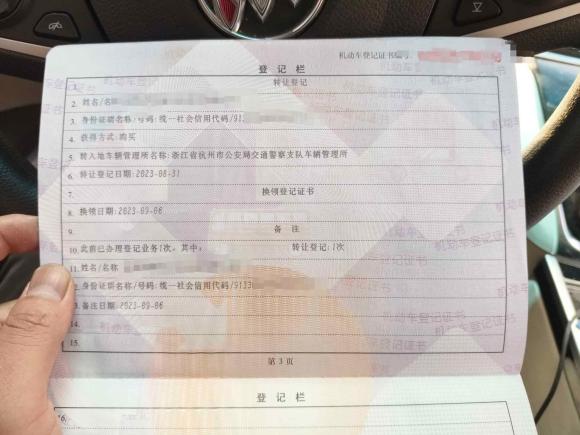 机动车登记证书编号:
登记栏
1. 转让登记
2. 姓名/名
3. 身份证明名称/号码:统一社会信用代码/913
4. 获得方式:购买
5. 转入地车辆管理所名称:浙江省杭州市公安局交通警察支队车辆管理所
6. 转让登记日期:2023-08-31
7. 换领登记证书
8. 换领日期:2023-09-06
9. 备注
10. 此前已办理登记业务1次。其中: 转让登记:1次
11. 姓名/名称
2. 身份证明名称/号码:统一社会信用代码/9133
3. 备注日期:2023-09-06
14.
15.
第3页
登记栏
16.